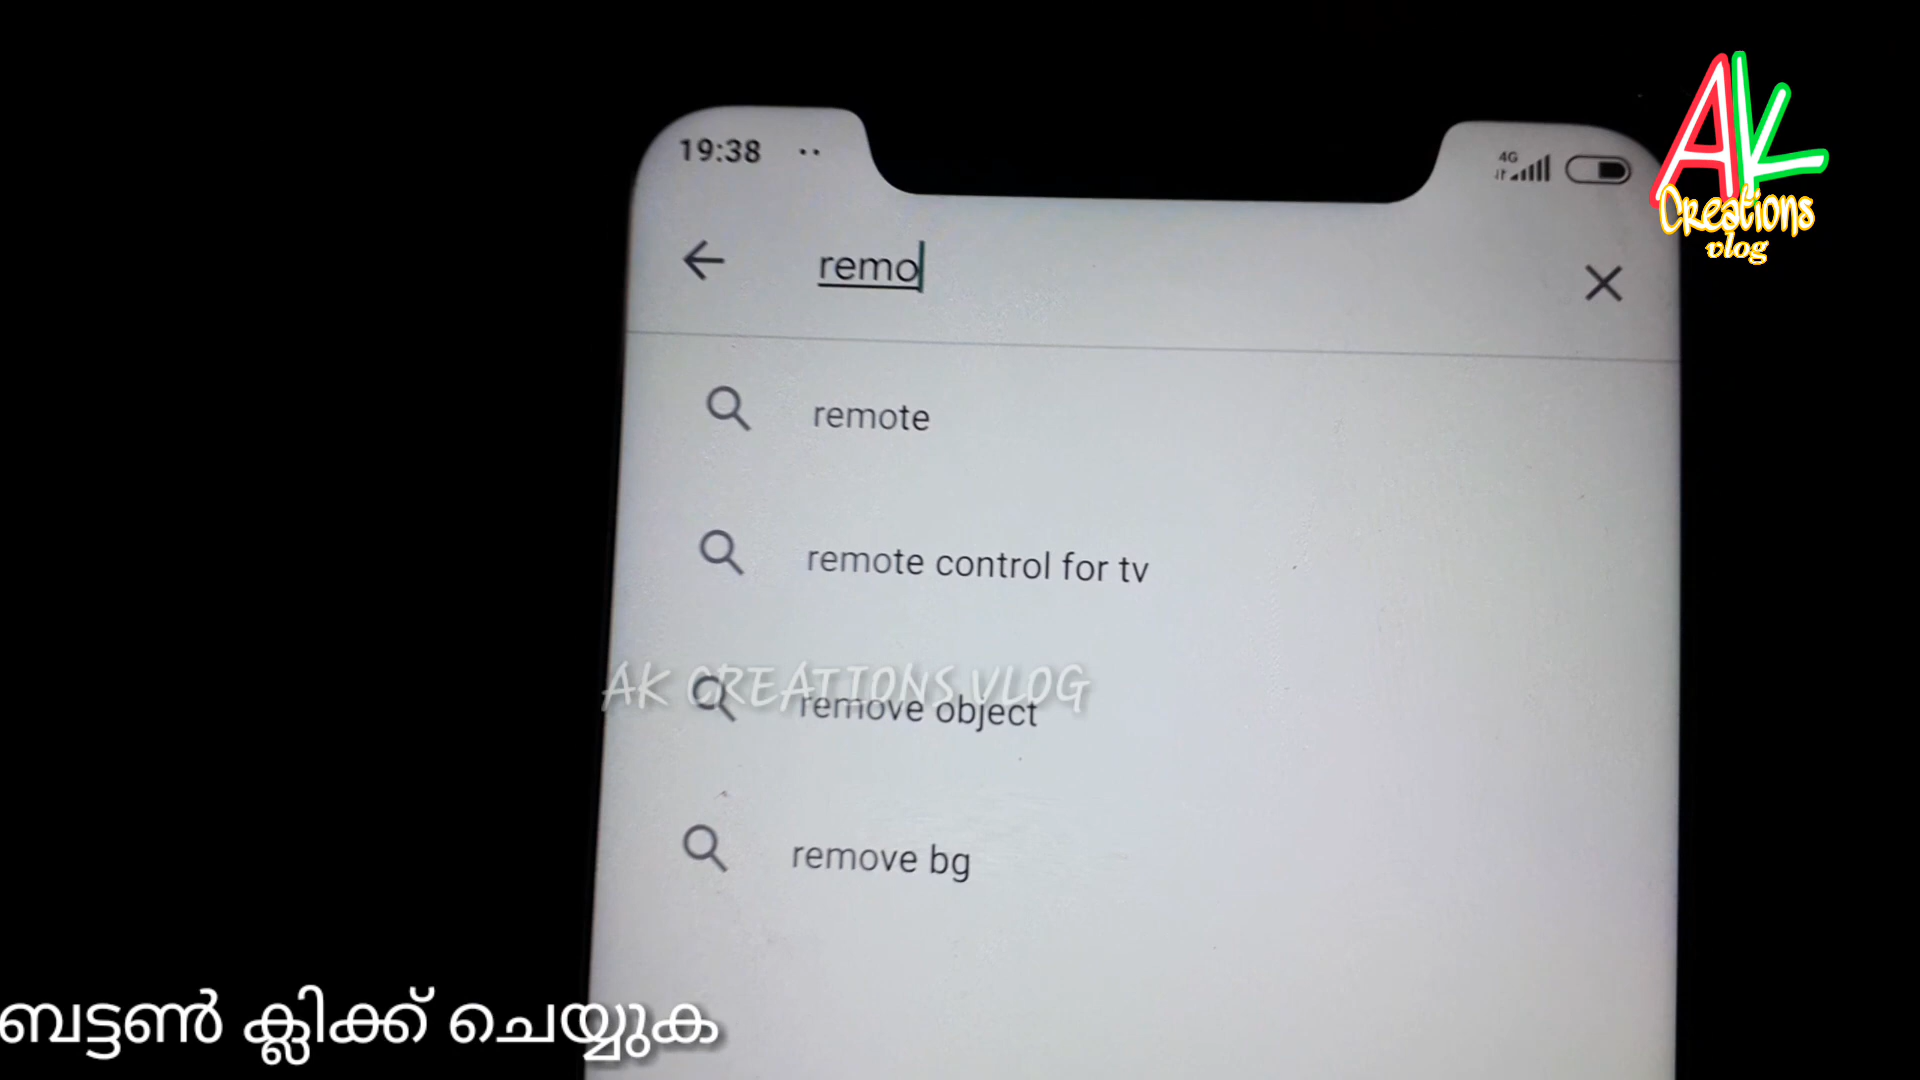 19:38
4G
AK
Creations
vlog
remo
remote
remote control for tv
AK CREATIONS VLOG
remove object
remove bg
ബട്ടൺ ക്ലിക്ക് ചെയ്യുക